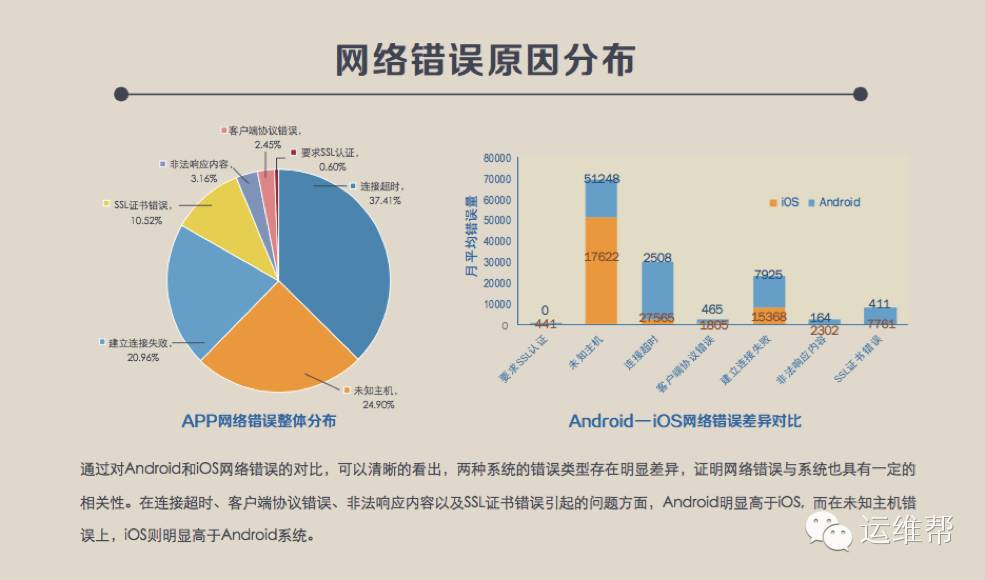 网络错误原因分布
客户端协议错误,
2.45%
要求SSL认证,
0.60%
非法响应内容,
3.16%
连接超时,
37.41%
SSL证书错误,
10.52%
建立连接失败,
20.96%
未知主机,
24.90%
APP网络错误整体分布
月平均错误量
80000
70000
60000
50000
40000
30000
20000
10000
0
iOS
Android
0
441
51248
17622
2508
27565
465
1805
7925
15368
164
2302
411
7761
要求SSL认证
未知主机
连接超时
客户端协议错误
建立连接失败
非法响应内容
SSL证书错误
Android—iOS网络错误差异对比
通过对Android和iOS网络错误的对比，可以清晰的看出，两种系统的错误类型存在明显差异，证明网络错误与系统也具有一定的
相关性。在连接超时、客户端协议错误、非法响应内容以及SSL证书错误引起的问题方面，Android明显高于iOS, 而在未知主机错
误上，iOS则明显高于Android系统。
运维帮